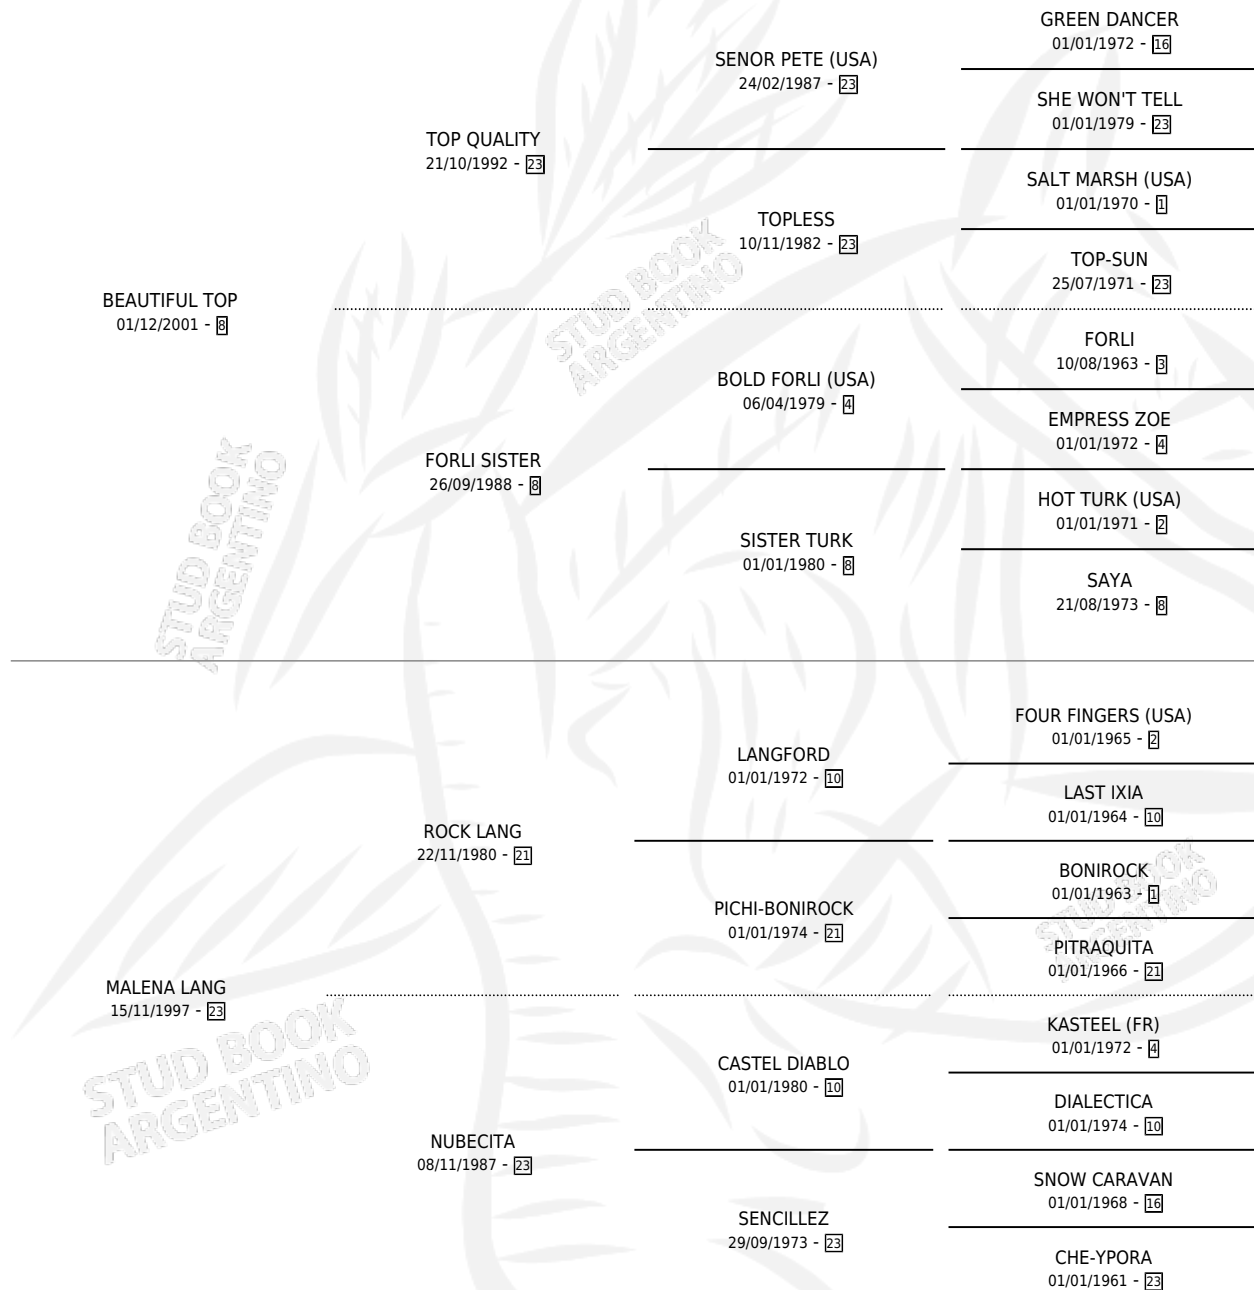 GREEN DANCER
01/01/1972 - 16
SENOR PETE (USA)
24/02/1987 - 23
SHE WON'T TELL
01/01/1979 - 23
TOP QUALITY
21/10/1992 - 23
SALT MARSH (USA)
01/01/1970 - 1
TOPLESS
10/11/1982 - 23
TOP-SUN
25/07/1971 - 23
BEAUTIFUL TOP
01/12/2001 - 8
STUD BOOK
ARGENTINO
FORLI
10/08/1963 - 3
BOLD FORLI (USA)
06/04/1979 - 4
EMPRESS ZOE
01/01/1972 - 4
FORLI SISTER
26/09/1988 - 8
HOT TURK (USA)
01/01/1971 - 2
SISTER TURK
01/01/1980 - 8
SAYA
21/08/1973 - 8
STUD BOOK
ARGENTINO
FOUR FINGERS (USA)
01/01/1965 - 2
LANGFORD
01/01/1972 - 10
LAST IXIA
01/01/1964 - 10
ROCK LANG
22/11/1980 - 21
BONIROCK
01/01/1963 - 1
PICHI-BONIROCK
01/01/1974 - 21
STUD BOOK
ARGENTINO
PITRAQUITA
01/01/1966 - 21
MALENA LANG
15/11/1997 - 23
KASTEEL (FR)
01/01/1972 - 4
CASTEL DIABLO
01/01/1980 - 10
STUD BOOK
ARGENTINO
DIALECTICA
01/01/1974 - 10
NUBECITA
08/11/1987 - 23
SNOW CARAVAN
01/01/1968 - 16
SENCILLEZ
29/09/1973 - 23
CHE-YPORA
01/01/1961 - 23